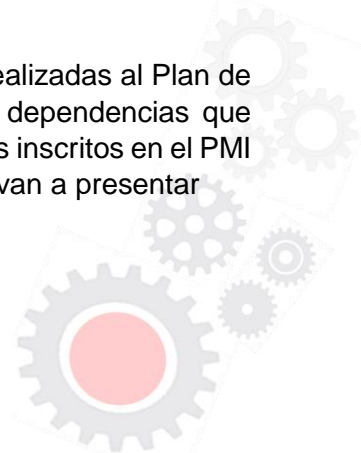 ealizadas al Plan de
dependencias que
s inscritos en el PMI
van a presentar